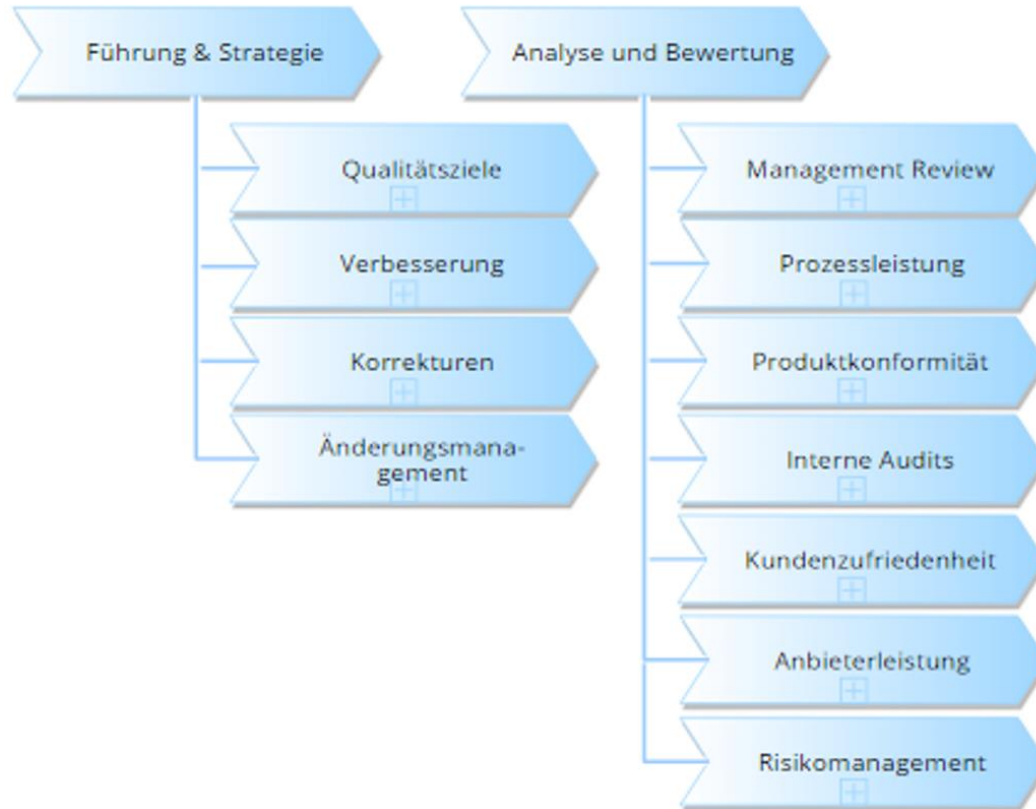 Führung & Strategie
Qualitätsziele
Verbesserung
Korrekturen
Änderungsmana-
gement
Analyse und Bewertung
Management Review
Prozessleistung
Produktkonformität
Interne Audits
Kundenzufriedenheit
Anbieterleistung
Risikomanagement